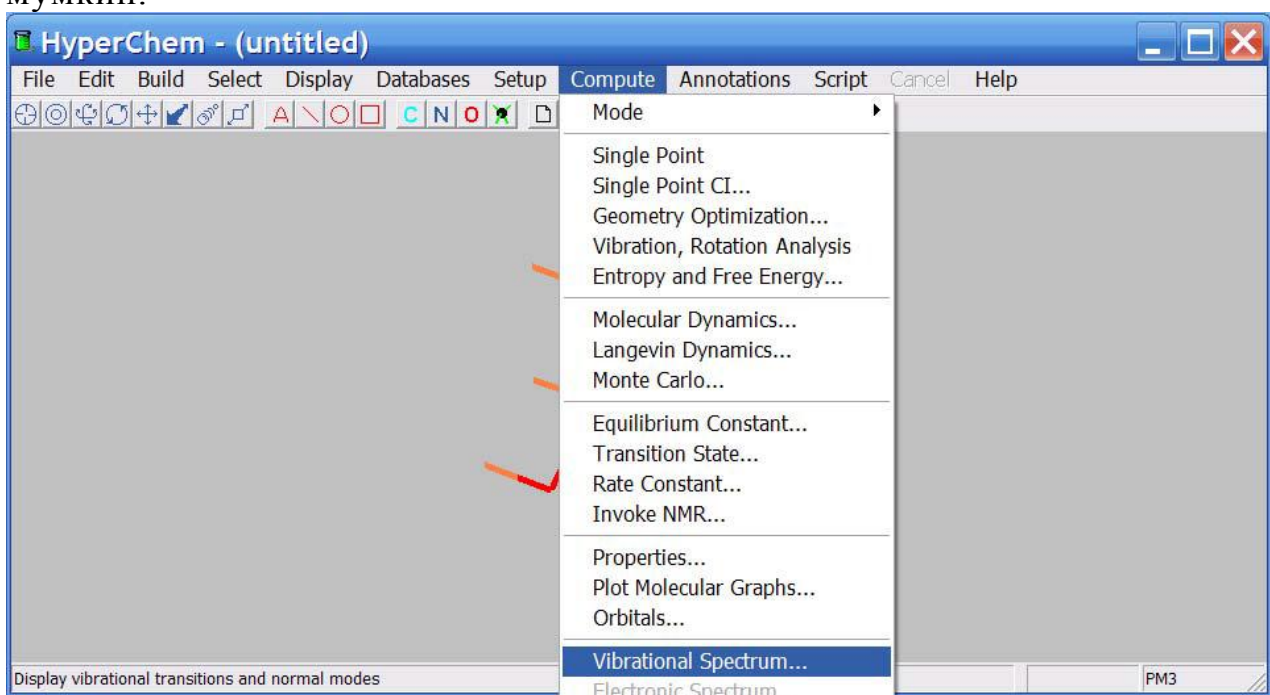 мумкин.
HyperChem - (untitled)
File Edit Build Select Display Databases Setup Compute Annotations Script Cancel Help
A C N O
Mode
Single Point
Single Point CI...
Geometry Optimization...
Vibration, Rotation Analysis
Entropy and Free Energy...
Molecular Dynamics...
Langevin Dynamics...
Monte Carlo...
Equilibrium Constant...
Transition State...
Rate Constant...
Invoke NMR...
Properties...
Plot Molecular Graphs...
Orbitals...
Vibrational Spectrum...
Electronic Spectrum
Display vibrational transitions and normal modes PM3